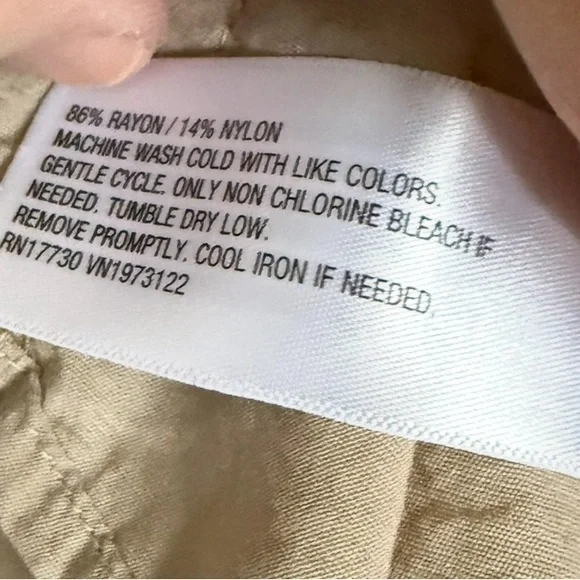 86% RAYON / 14% NYLON
MACHINE WASH COLD WITH LIKE COLORS.
GENTLE CYCLE. ONLY NON CHLORINE BLEACH IF
NEEDED. TUMBLE DRY LOW.
REMOVE PROMPTLY. COOL IRON IF NEEDED.
RN17730 VN1973122